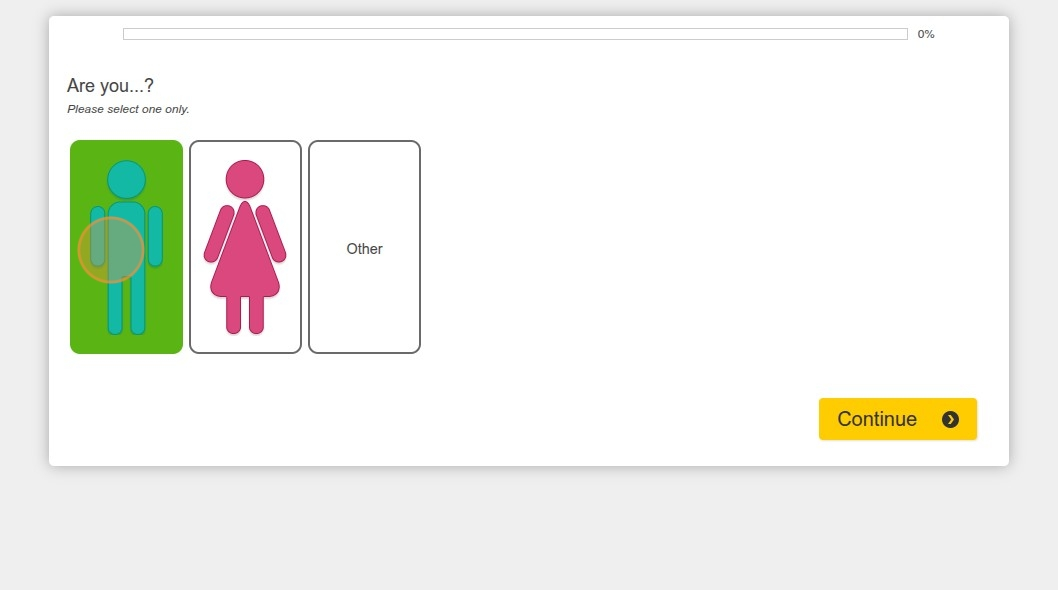 0%
Are you...?
Please select one only.
Other
Continue